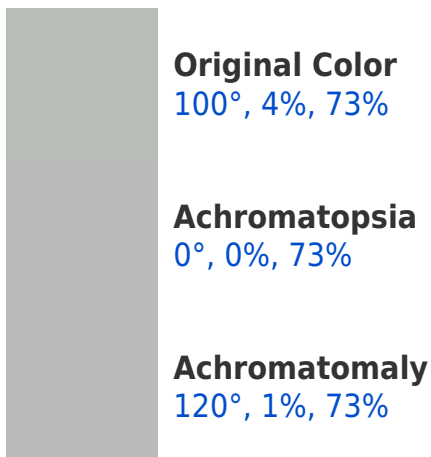 Original Color
100°, 4%, 73%
Achromatopsia
0°, 0%, 73%
Achromatomaly
120°, 1%, 73%